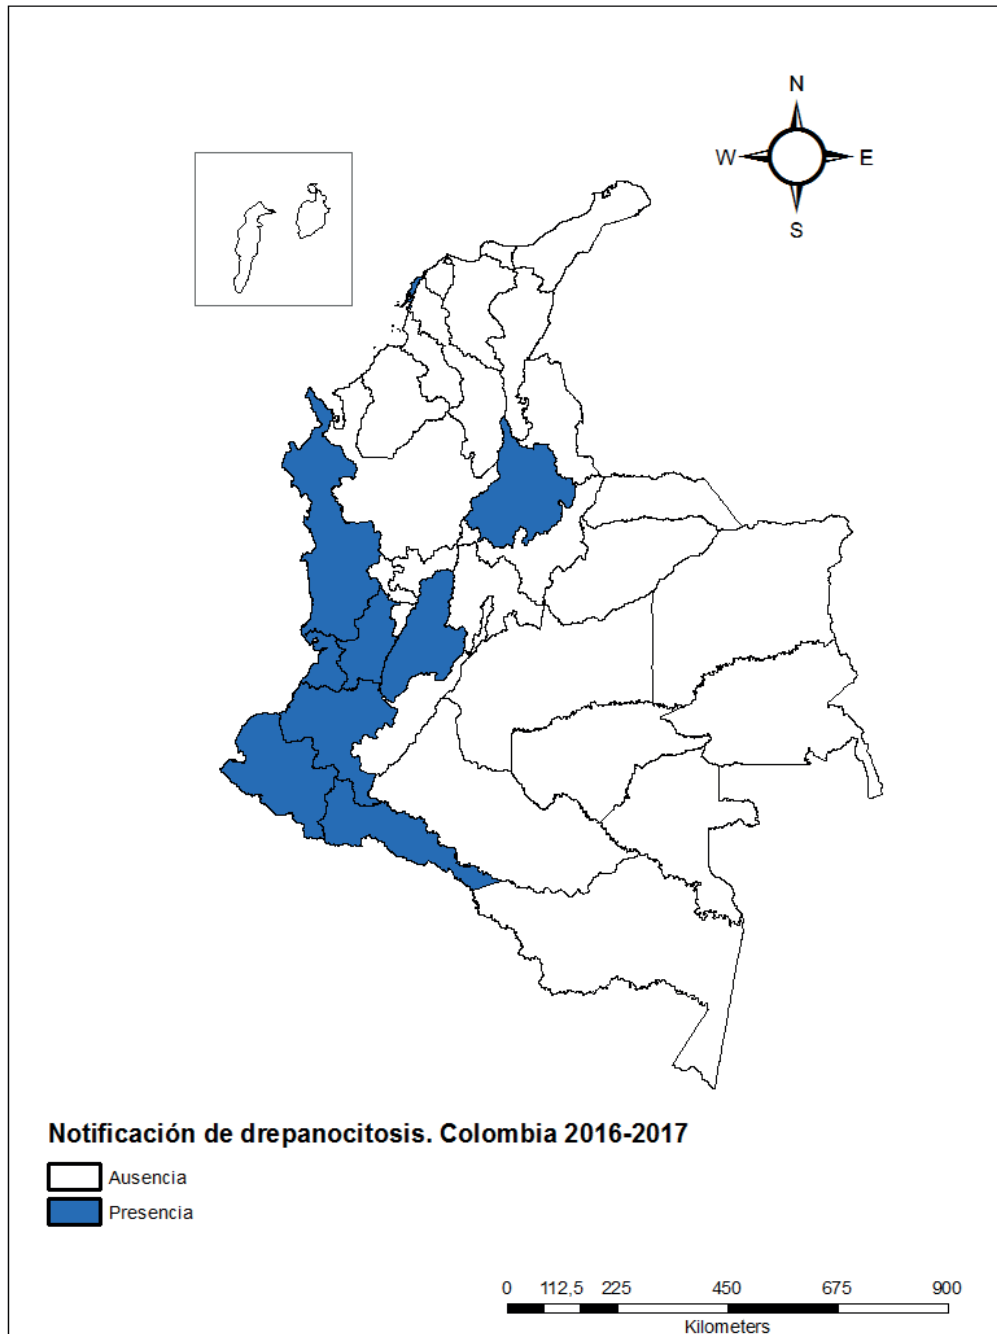 N
W E
S
Notificación de drepanocitosis. Colombia 2016-2017
Ausencia
Presencia
0 112,5 225 450 675 900
Kilometers